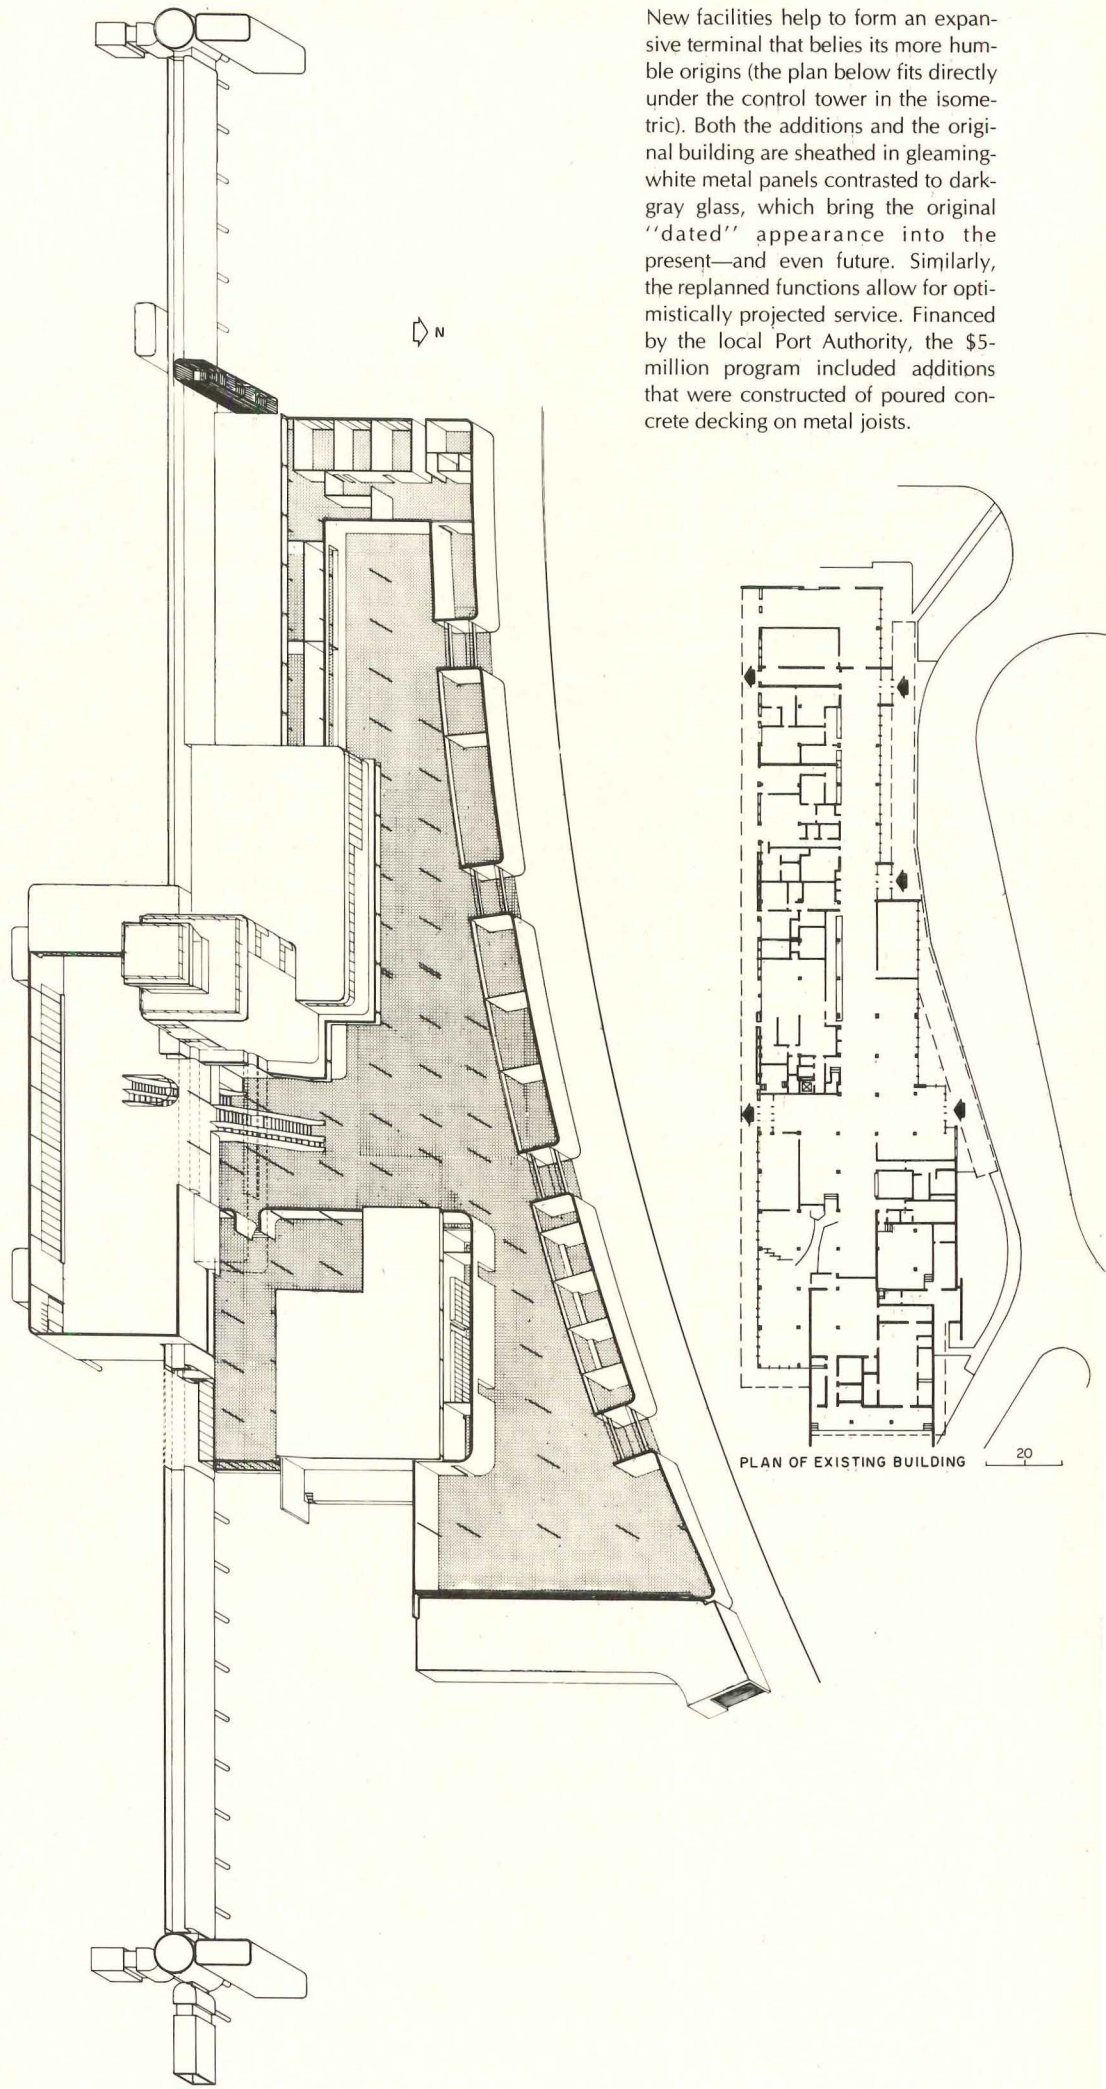 New facilities help to form an expan-
sive terminal that belies its more hum-
ble origins (the plan below fits directly
under the control tower in the isome-
tric). Both the additions and the origi-
nal building are sheathed in gleaming-
white metal panels contrasted to dark-
gray glass, which bring the original
‘‘dated’’ appearance into the
present—and even future. Similarly,
the replanned functions allow for opti-
mistically projected service. Financed
by the local Port Authority, the $5-
million program included additions
that were constructed of poured con-
crete decking on metal joists.
N
PLAN OF EXISTING BUILDING
20